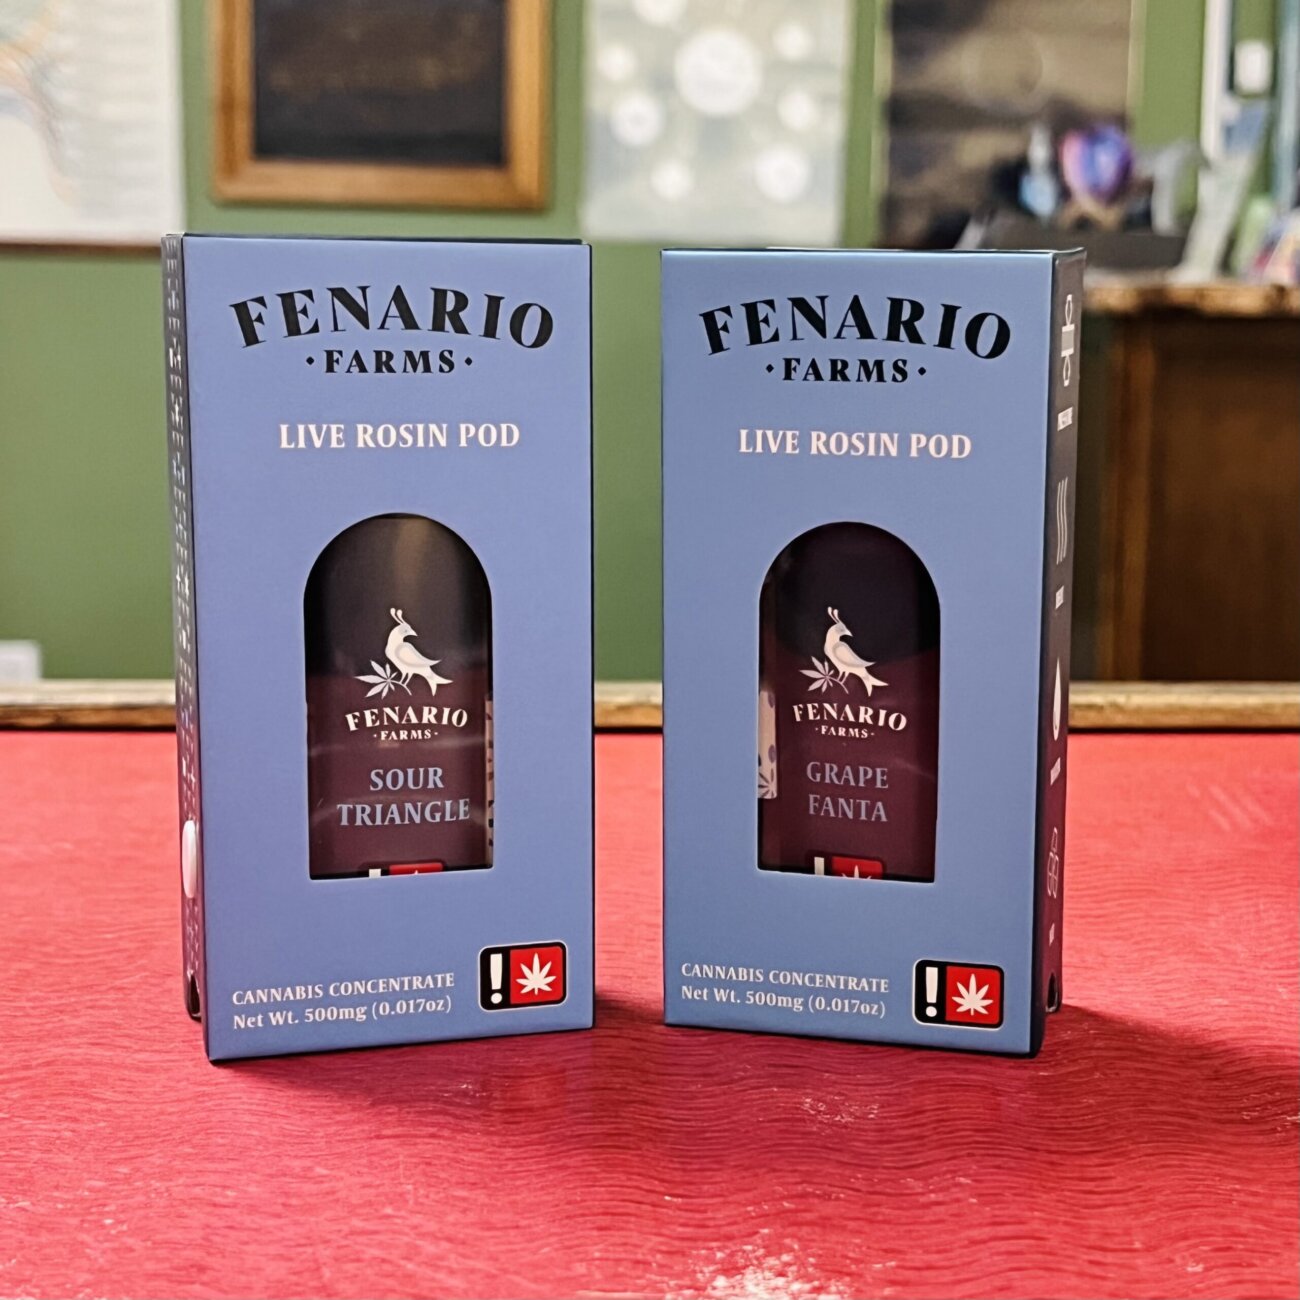 FENARIO
·FARMS·
LIVE ROSIN POD
FENARIO
·FARMS·
SOUR
TRIANGLE
!
CANNABIS CONCENTRATE
Net Wt. 500mg (0.017oz)
!
FENARIO
·FARMS·
LIVE ROSIN POD
FENARIO
·FARMS·
GRAPE
FANTA
!
CANNABIS CONCENTRATE
Net Wt. 500mg (0.017oz)
!